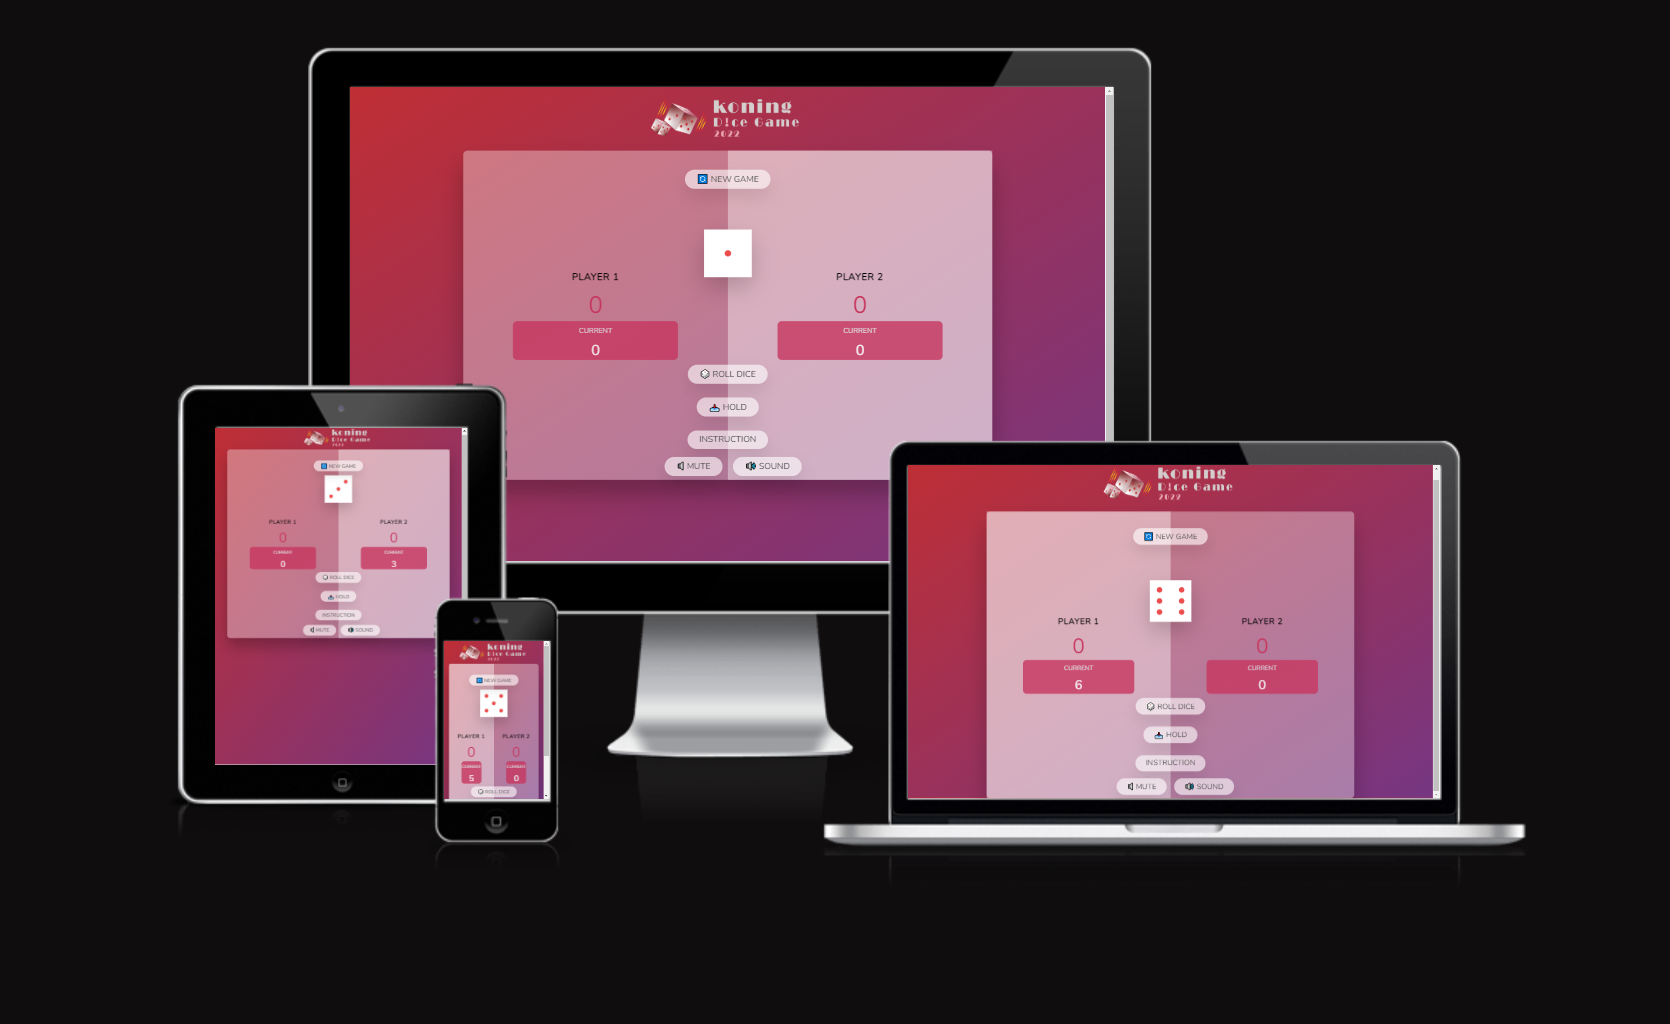 koning
D!ce Game
2022
NEW GAME
PLAYER 1
PLAYER 2
0
0
CURRENT
CURRENT
0
0
ROLL DICE
HOLD
INSTRUCTION
MUTE
SOUND
koning
D!ce Game
2022
NEW GAME
PLAYER 1
PLAYER 2
0
0
CURRENT
CURRENT
0
3
ROLL DICE
HOLD
INSTRUCTION
MUTE
SOUND
koning
D!ce Game
2022
NEW GAME
PLAYER 1
PLAYER 2
0
0
CURRENT
CURRENT
5
0
ROLL DICE
koning
D!ce Game
2022
NEW GAME
PLAYER 1
PLAYER 2
0
0
CURRENT
CURRENT
6
0
ROLL DICE
HOLD
INSTRUCTION
MUTE
SOUND